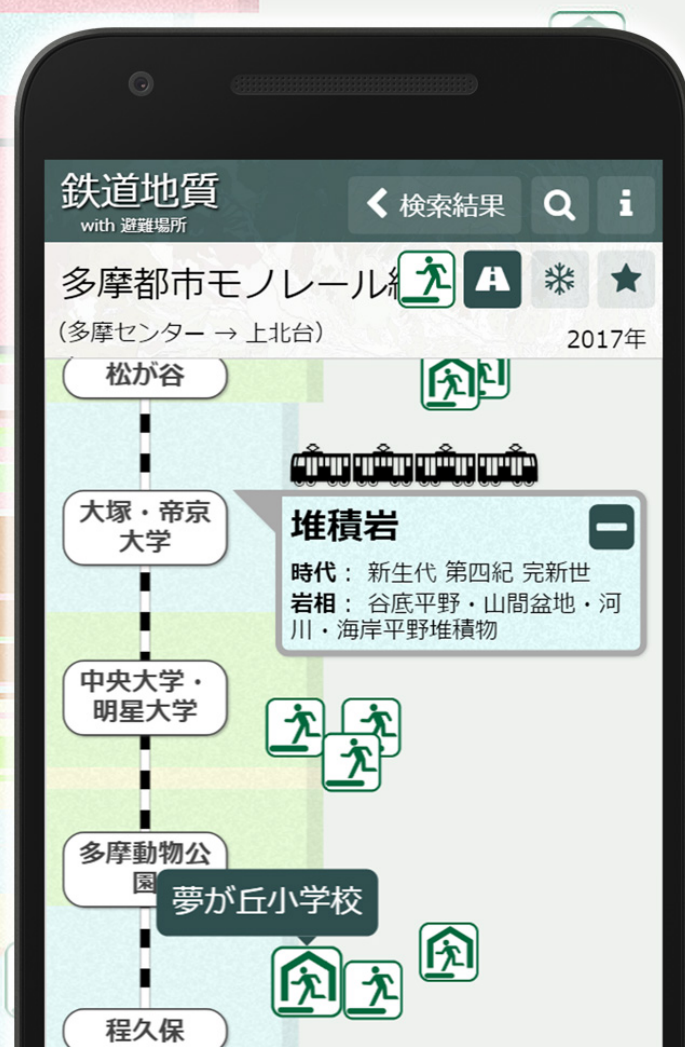 鉄道地質
with 避難場所
検索結果
多摩都市モノレール
(多摩センター → 上北台)
2017年
松が谷
大塚・帝京
大学
堆積岩
時代: 新生代 第四紀 完新世
岩相: 谷底平野・山間盆地・河
川・海岸平野堆積物
中央大学・
明星大学
多摩動物公
園
夢が丘小学校
程久保